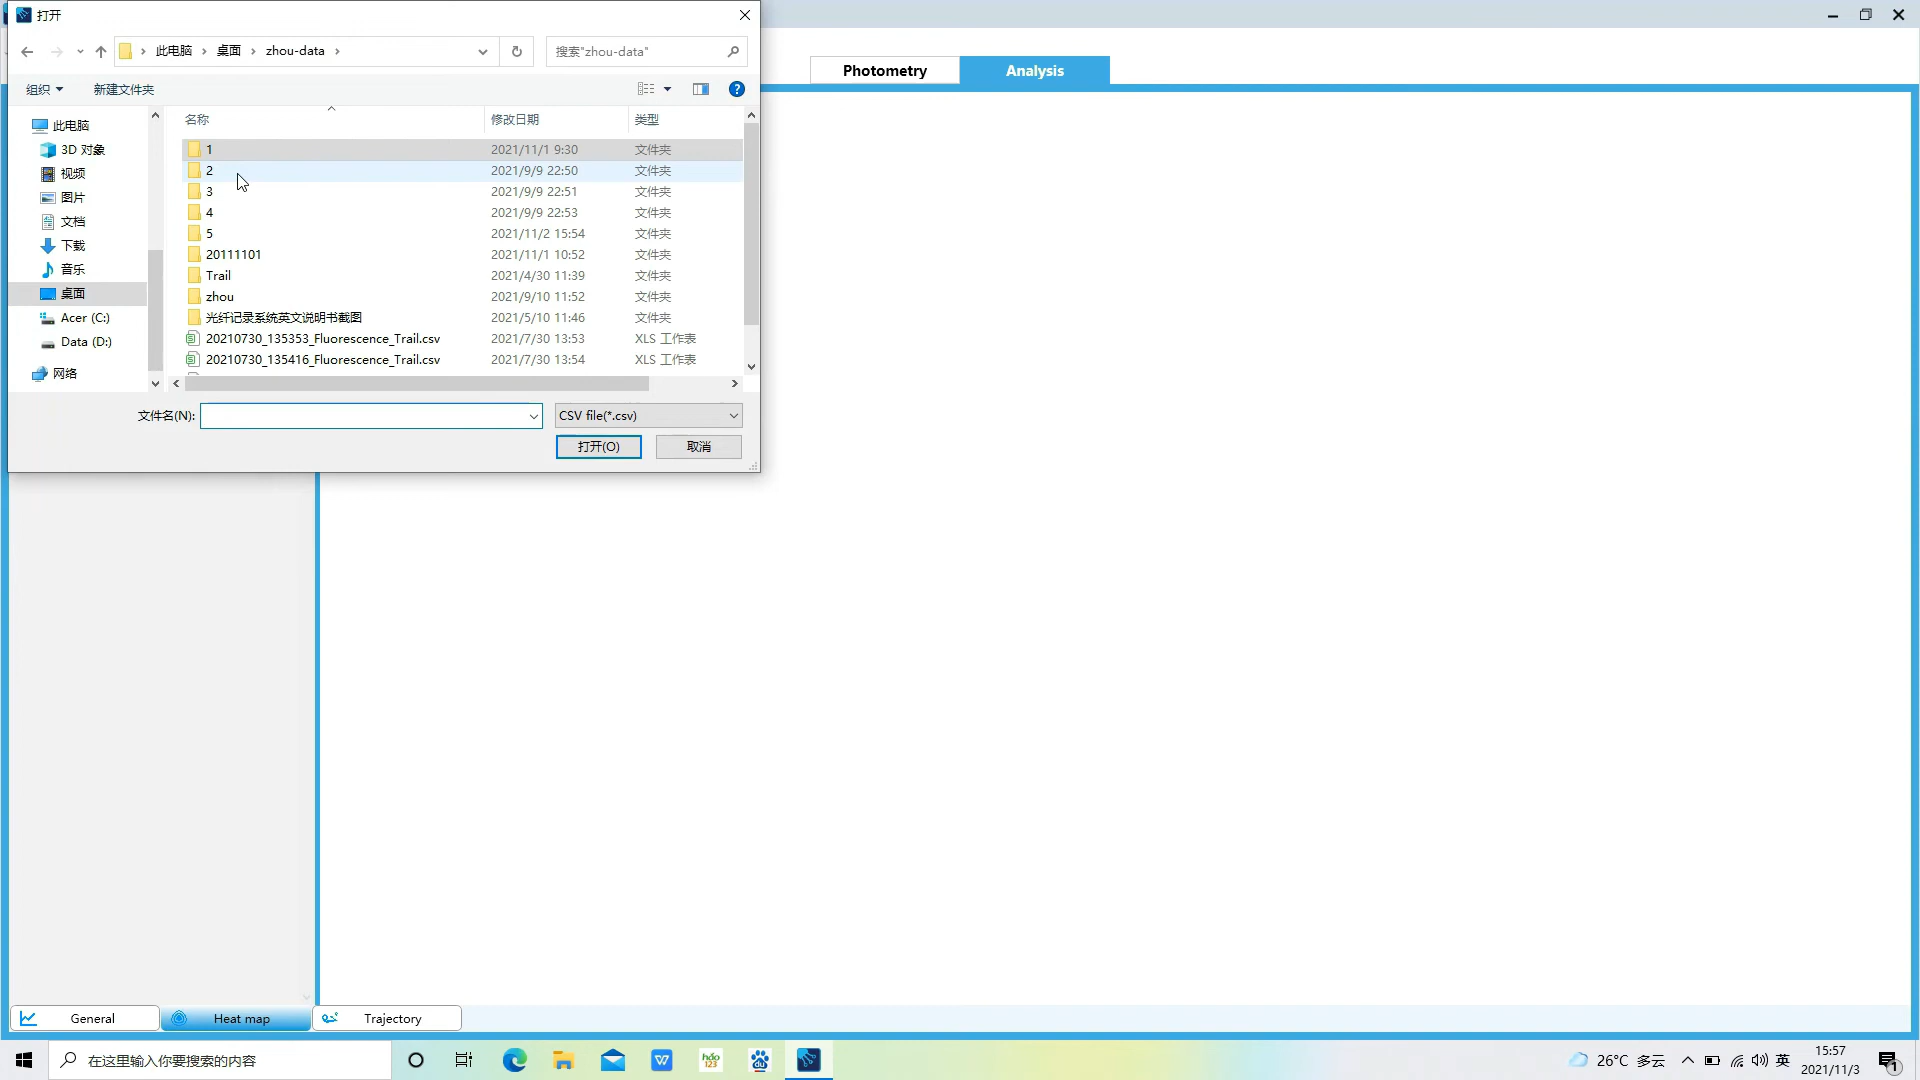 打开
Photometry
Analysis
此电脑 桌面 zhou-data
搜索"zhou-data"
组织 新建文件夹
名称 修改日期 类型
此电脑
3D 对象
视频
图片
文档
下载
音乐
桌面
Acer (C:)
Data (D:)
网络
1 2021/11/1 9:30 文件夹
2 2021/9/9 22:50 文件夹
3 2021/9/9 22:51 文件夹
4 2021/9/9 22:53 文件夹
5 2021/11/2 15:54 文件夹
20111101 2021/11/1 10:52 文件夹
Trail 2021/4/30 11:39 文件夹
zhou 2021/9/10 11:52 文件夹
光纤记录系统英文说明书截图 2021/5/10 11:46 文件夹
20210730_135353_Fluorescence_Trail.csv 2021/7/30 13:53 XLS 工作表
20210730_135416_Fluorescence_Trail.csv 2021/7/30 13:54 XLS 工作表
文件名(N): CSV file(*.csv)
打开(O) 取消
General
Heat map
Trajectory
在这里输入你要搜索的内容
hao
123
du
26°C 多云
英
15:57
2021/11/3
1